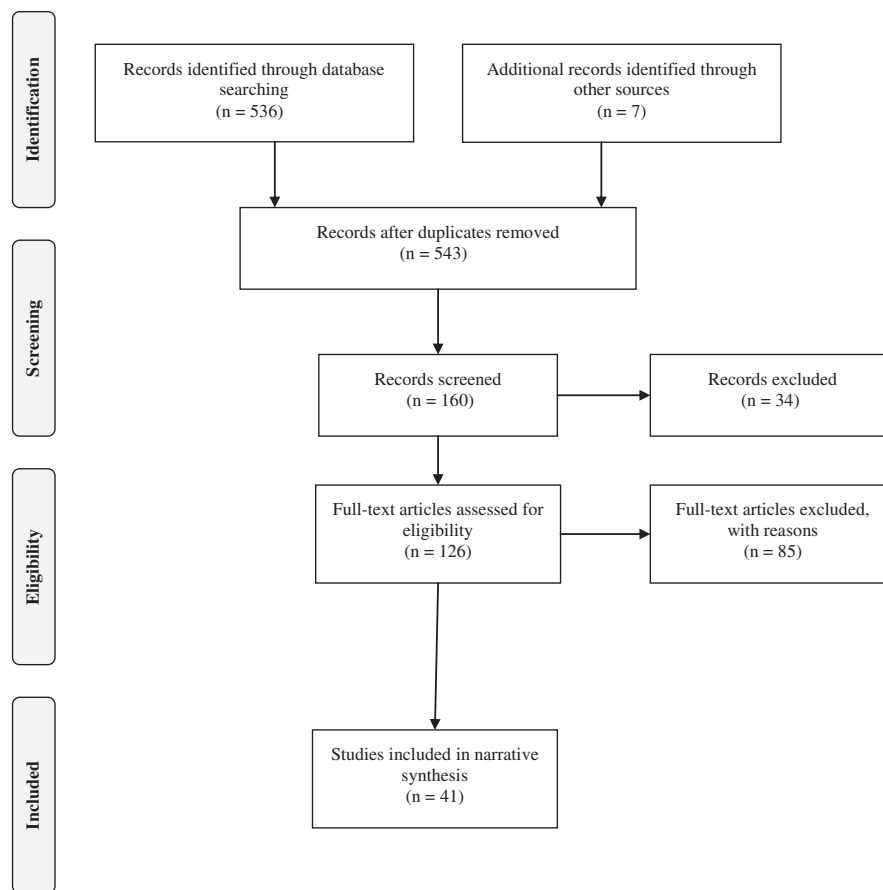 Identification
Records identified through database
searching
(n = 536)
Additional records identified through
other sources
(n = 7)
Records after duplicates removed
(n = 543)
Screening
Records screened
(n = 160)
Records excluded
(n = 34)
Eligibility
Full-text articles assessed for
eligibility
(n = 126)
Full-text articles excluded,
with reasons
(n = 85)
Included
Studies included in narrative
synthesis
(n = 41)